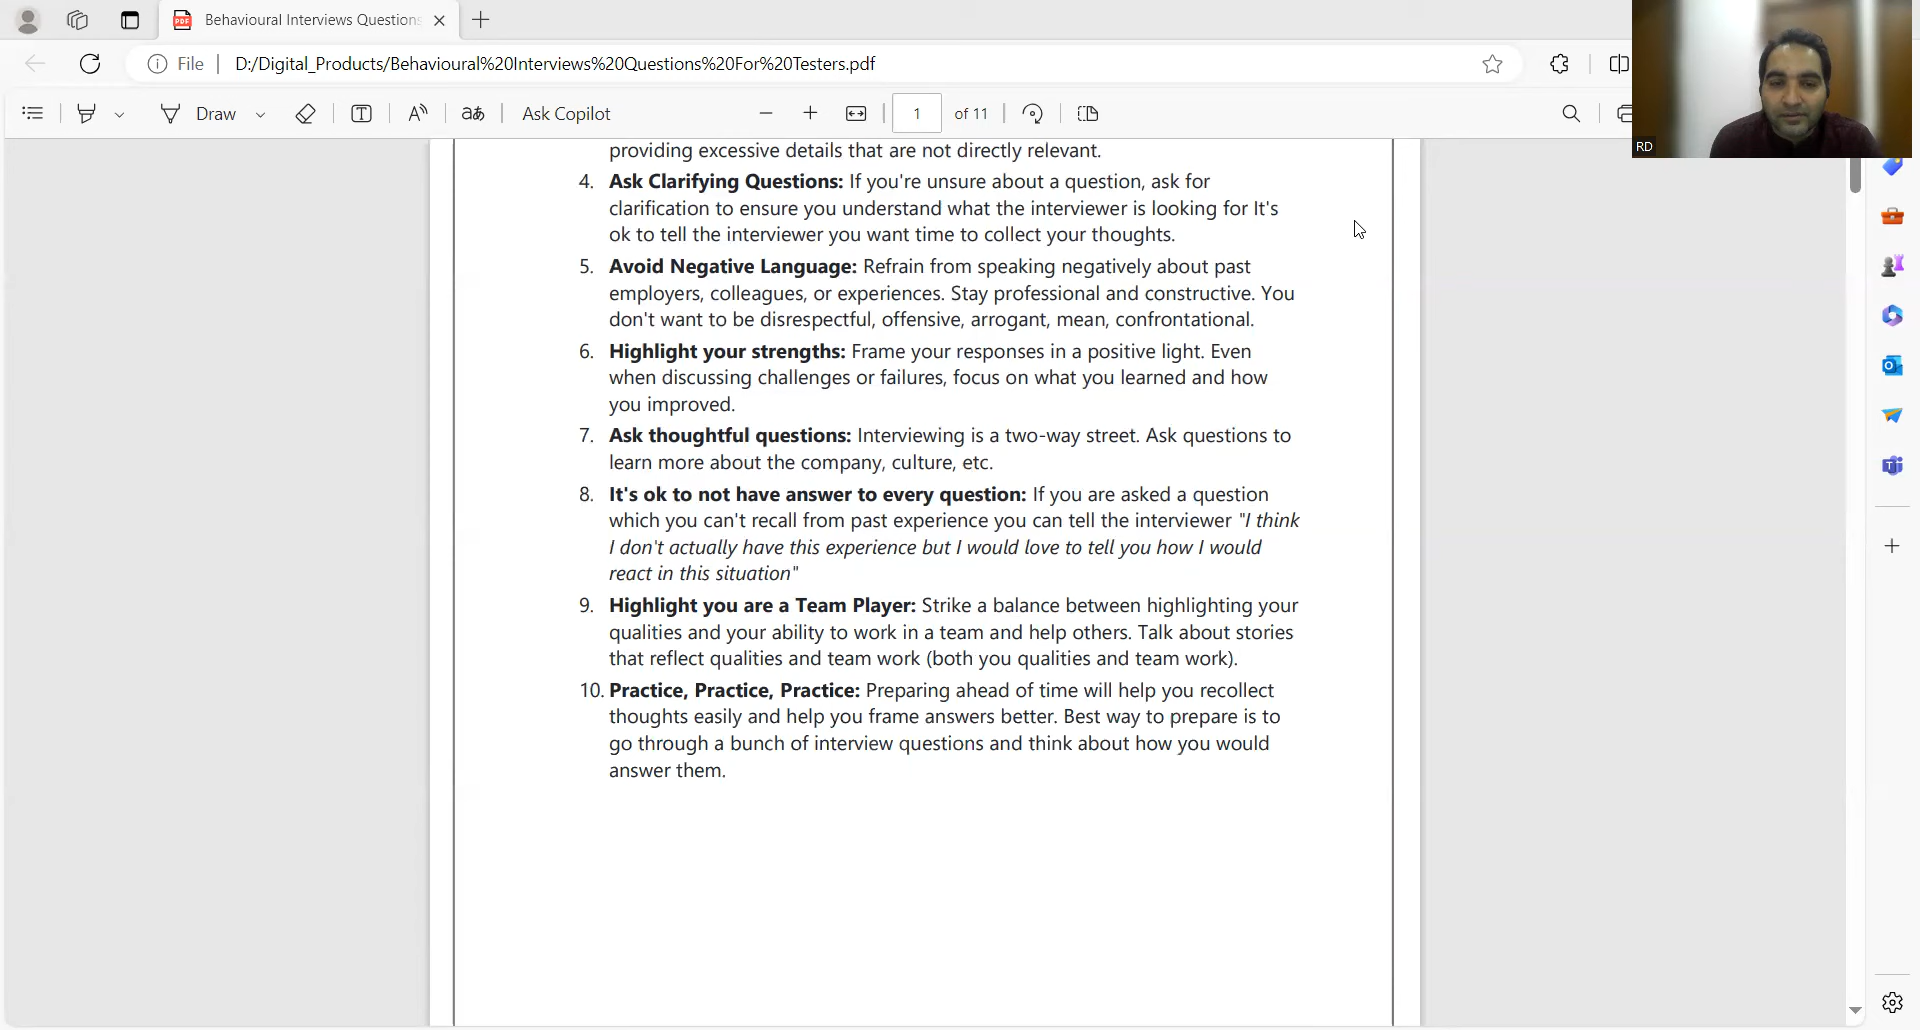 Behavioural Interviews Questions
File
D:/Digital_Products/Behavioural%20Interviews%20Questions%20For%20Testers.pdf
Draw
Ask Copilot
1 of 11
RD
providing excessive details that are not directly relevant.
4. Ask Clarifying Questions: If you're unsure about a question, ask for
clarification to ensure you understand what the interviewer is looking for It's
ok to tell the interviewer you want time to collect your thoughts.
5. Avoid Negative Language: Refrain from speaking negatively about past
employers, colleagues, or experiences. Stay professional and constructive. You
don't want to be disrespectful, offensive, arrogant, mean, confrontational.
6. Highlight your strengths: Frame your responses in a positive light. Even
when discussing challenges or failures, focus on what you learned and how
you improved.
7. Ask thoughtful questions: Interviewing is a two-way street. Ask questions to
learn more about the company, culture, etc.
8. It's ok to not have answer to every question: If you are asked a question
which you can't recall from past experience you can tell the interviewer "I think
I don't actually have this experience but I would love to tell you how I would
react in this situation"
9. Highlight you are a Team Player: Strike a balance between highlighting your
qualities and your ability to work in a team and help others. Talk about stories
that reflect qualities and team work (both you qualities and team work).
10. Practice, Practice, Practice: Preparing ahead of time will help you recollect
thoughts easily and help you frame answers better. Best way to prepare is to
go through a bunch of interview questions and think about how you would
answer them.